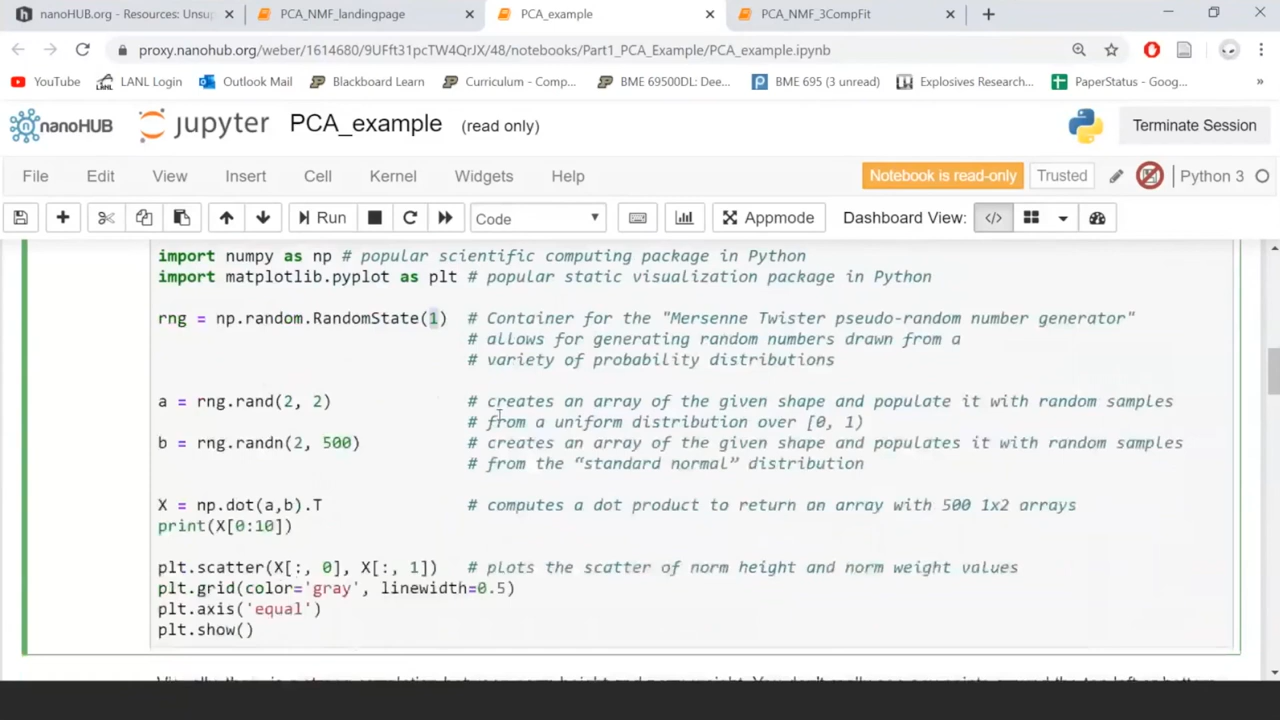 nanoHUB.org - Resources: Unsu
PCA_NMF_landingpage
PCA_example
PCA_NMF_3CompFit
proxy.nanohub.org/weber/1614680/9UFft31pcTW4QrJX/48/notebooks/Part1_PCA_Example/PCA_example.ipynb
YouTube LANL Login Outlook Mail Blackboard Learn Curriculum - Comp... BME 69500DL: Dee... BME 695 (3 unread) Explosives Research... PaperStatus - Goog... »
nanoHUB jupyter PCA_example (read only) Terminate Session
File Edit View Insert Cell Kernel Widgets Help Notebook is read-only Trusted Python 3
Run Code Appmode Dashboard View: </>
import numpy as np # popular scientific computing package in Python
import matplotlib.pyplot as plt # popular static visualization package in Python
rng = np.random.RandomState(1) # Container for the "Mersenne Twister pseudo-random number generator"
# allows for generating random numbers drawn from a
# variety of probability distributions
a = rng.rand(2, 2) # creates an array of the given shape and populate it with random samples
# from a uniform distribution over [0, 1)
b = rng.randn(2, 500) # creates an array of the given shape and populates it with random samples
# from the “standard normal” distribution
X = np.dot(a,b).T # computes a dot product to return an array with 500 1x2 arrays
print(X[0:10])
plt.scatter(X[:, 0], X[:, 1]) # plots the scatter of norm height and norm weight values
plt.grid(color='gray', linewidth=0.5)
plt.axis('equal')
plt.show()